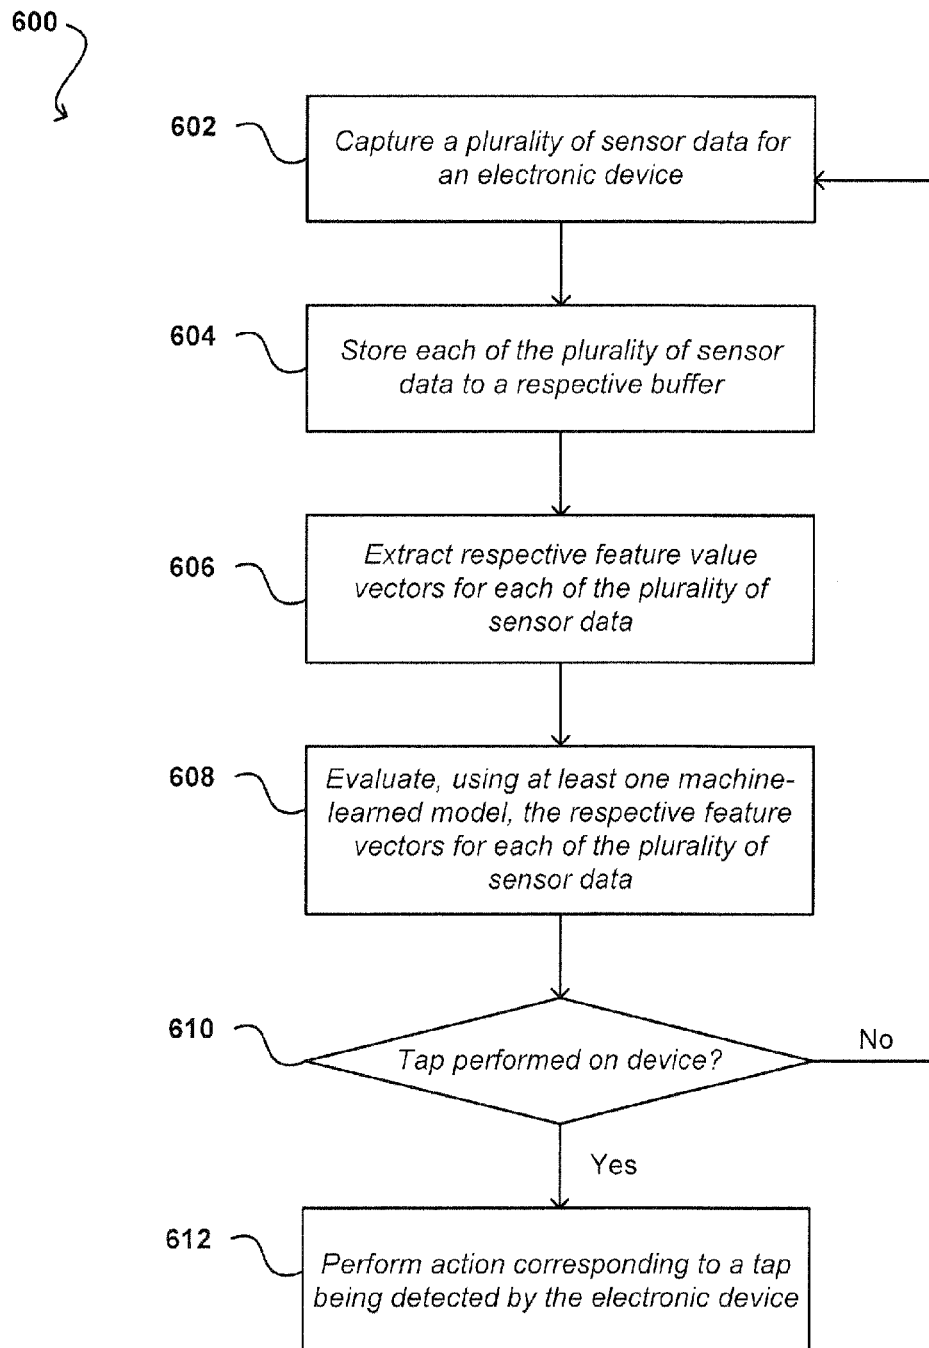 600
602
Capture a plurality of sensor data for
an electronic device
604
Store each of the plurality of sensor
data to a respective buffer
606
Extract respective feature value
vectors for each of the plurality of
sensor data
608
Evaluate, using at least one machine-
learned model, the respective feature
vectors for each of the plurality of
sensor data
610
Tap performed on device?
No
Yes
612
Perform action corresponding to a tap
being detected by the electronic device